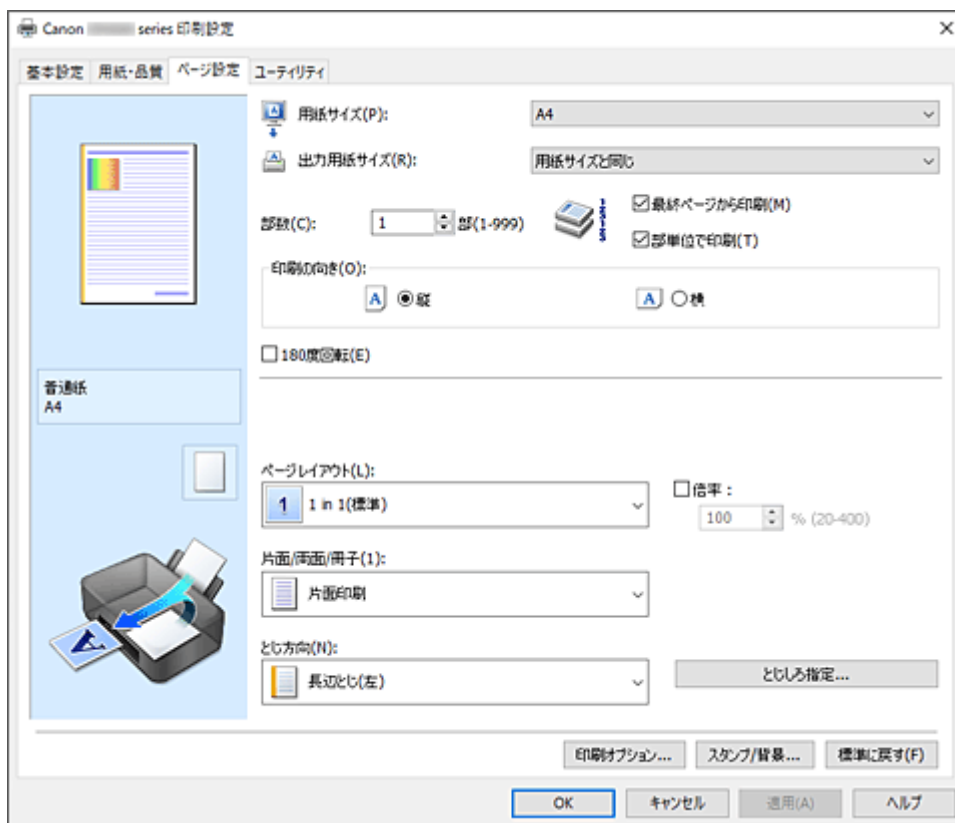 Canon series 印刷設定
基本設定 用紙・品質 ページ設定 ユーティリティ
用紙サイズ(P): A4
出力用紙サイズ(R): 用紙サイズと同じ
部数(C): 1 部(1-999)
最終ページから印刷(M)
部単位で印刷(T)
印刷の向き(O):
A 縦 A 横
180度回転(E)
普通紙
A4
ページレイアウト(L):
1 1 in 1(標準)
倍率:
100 % (20-400)
片面/両面/冊子(1):
片面印刷
とじ方向(N):
長辺とじ(左) とじしろ指定...
印刷オプション... スタンプ/背景... 標準に戻す(F)
OK キャンセル 適用(A) ヘルプ